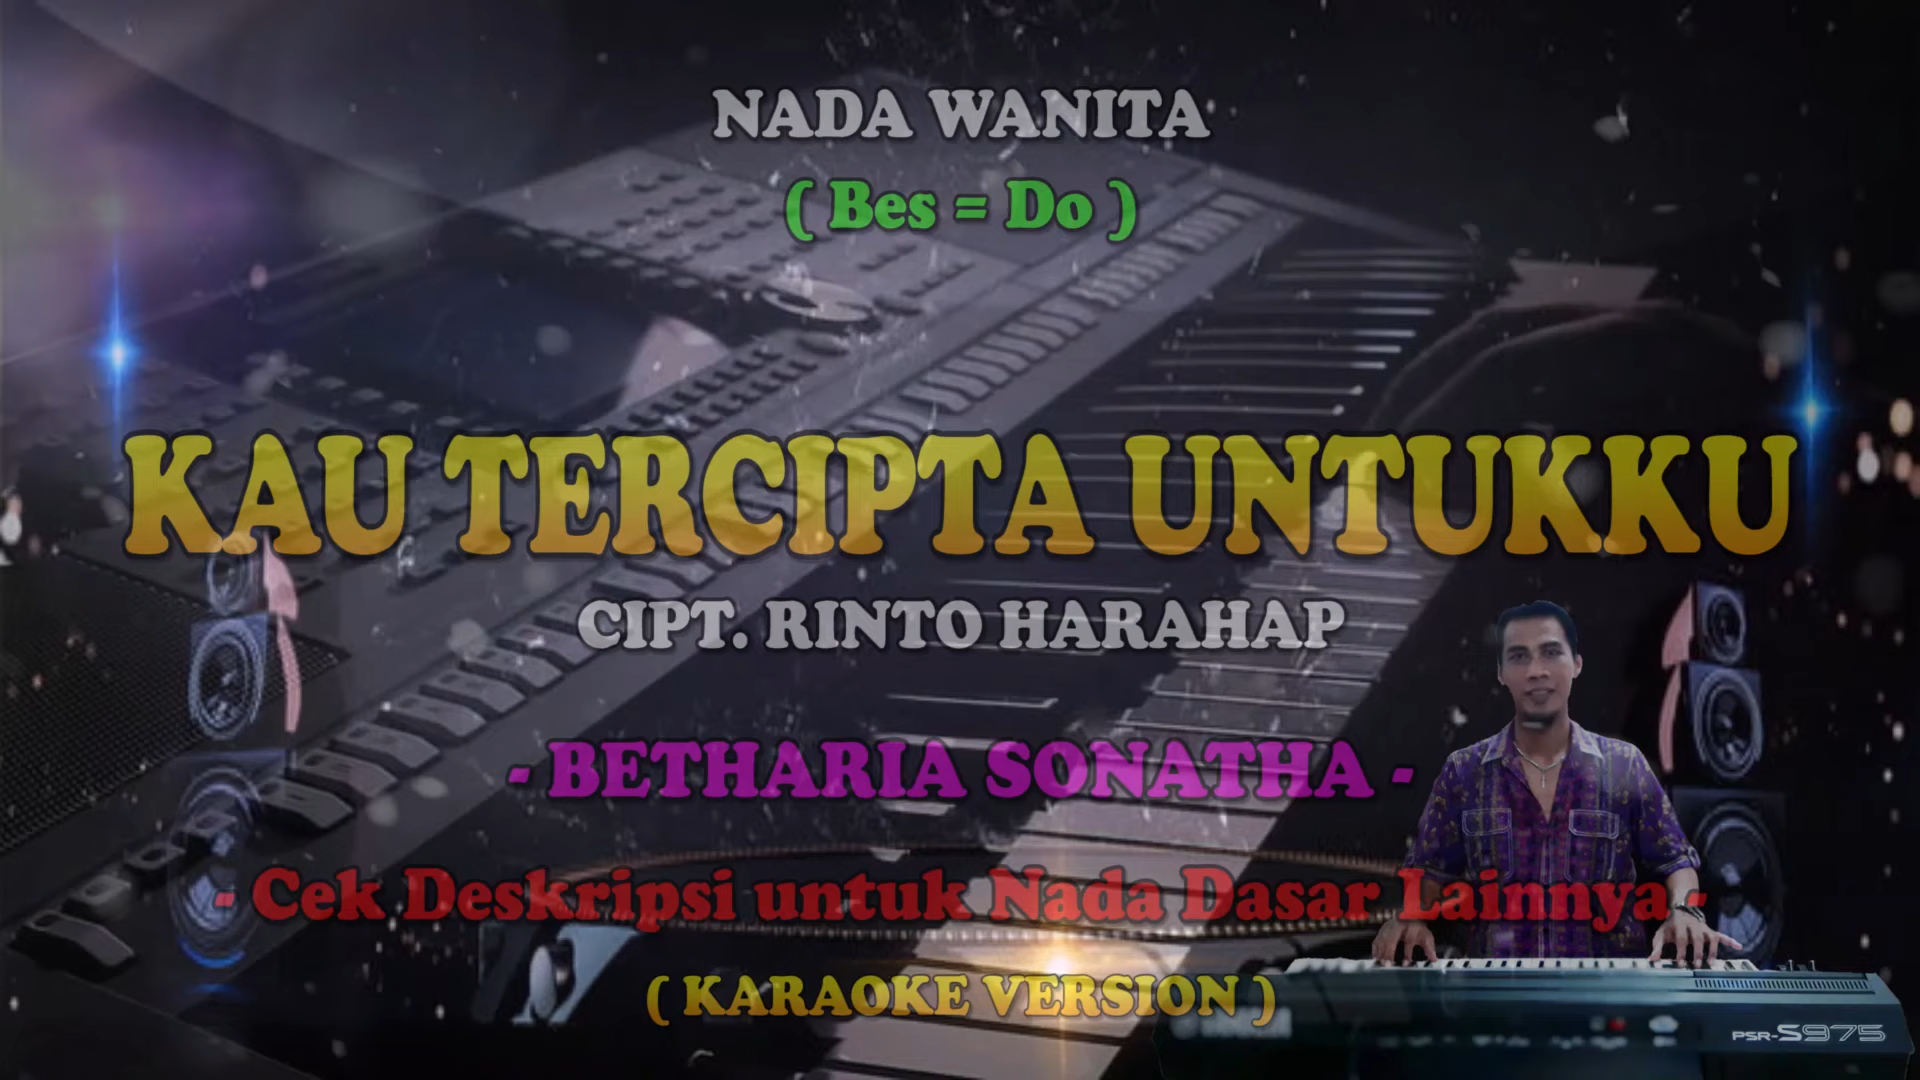 NADA WANITA
( Bes = Do )
KAU TERCIPTA UNTUKKU
CIPT. RINTO HARAHAP
- BETHARIA SONATHA -
- Cek Deskripsi untuk Nada Dasar Lainnya -
( KARAOKE VERSION )
PSR-S975